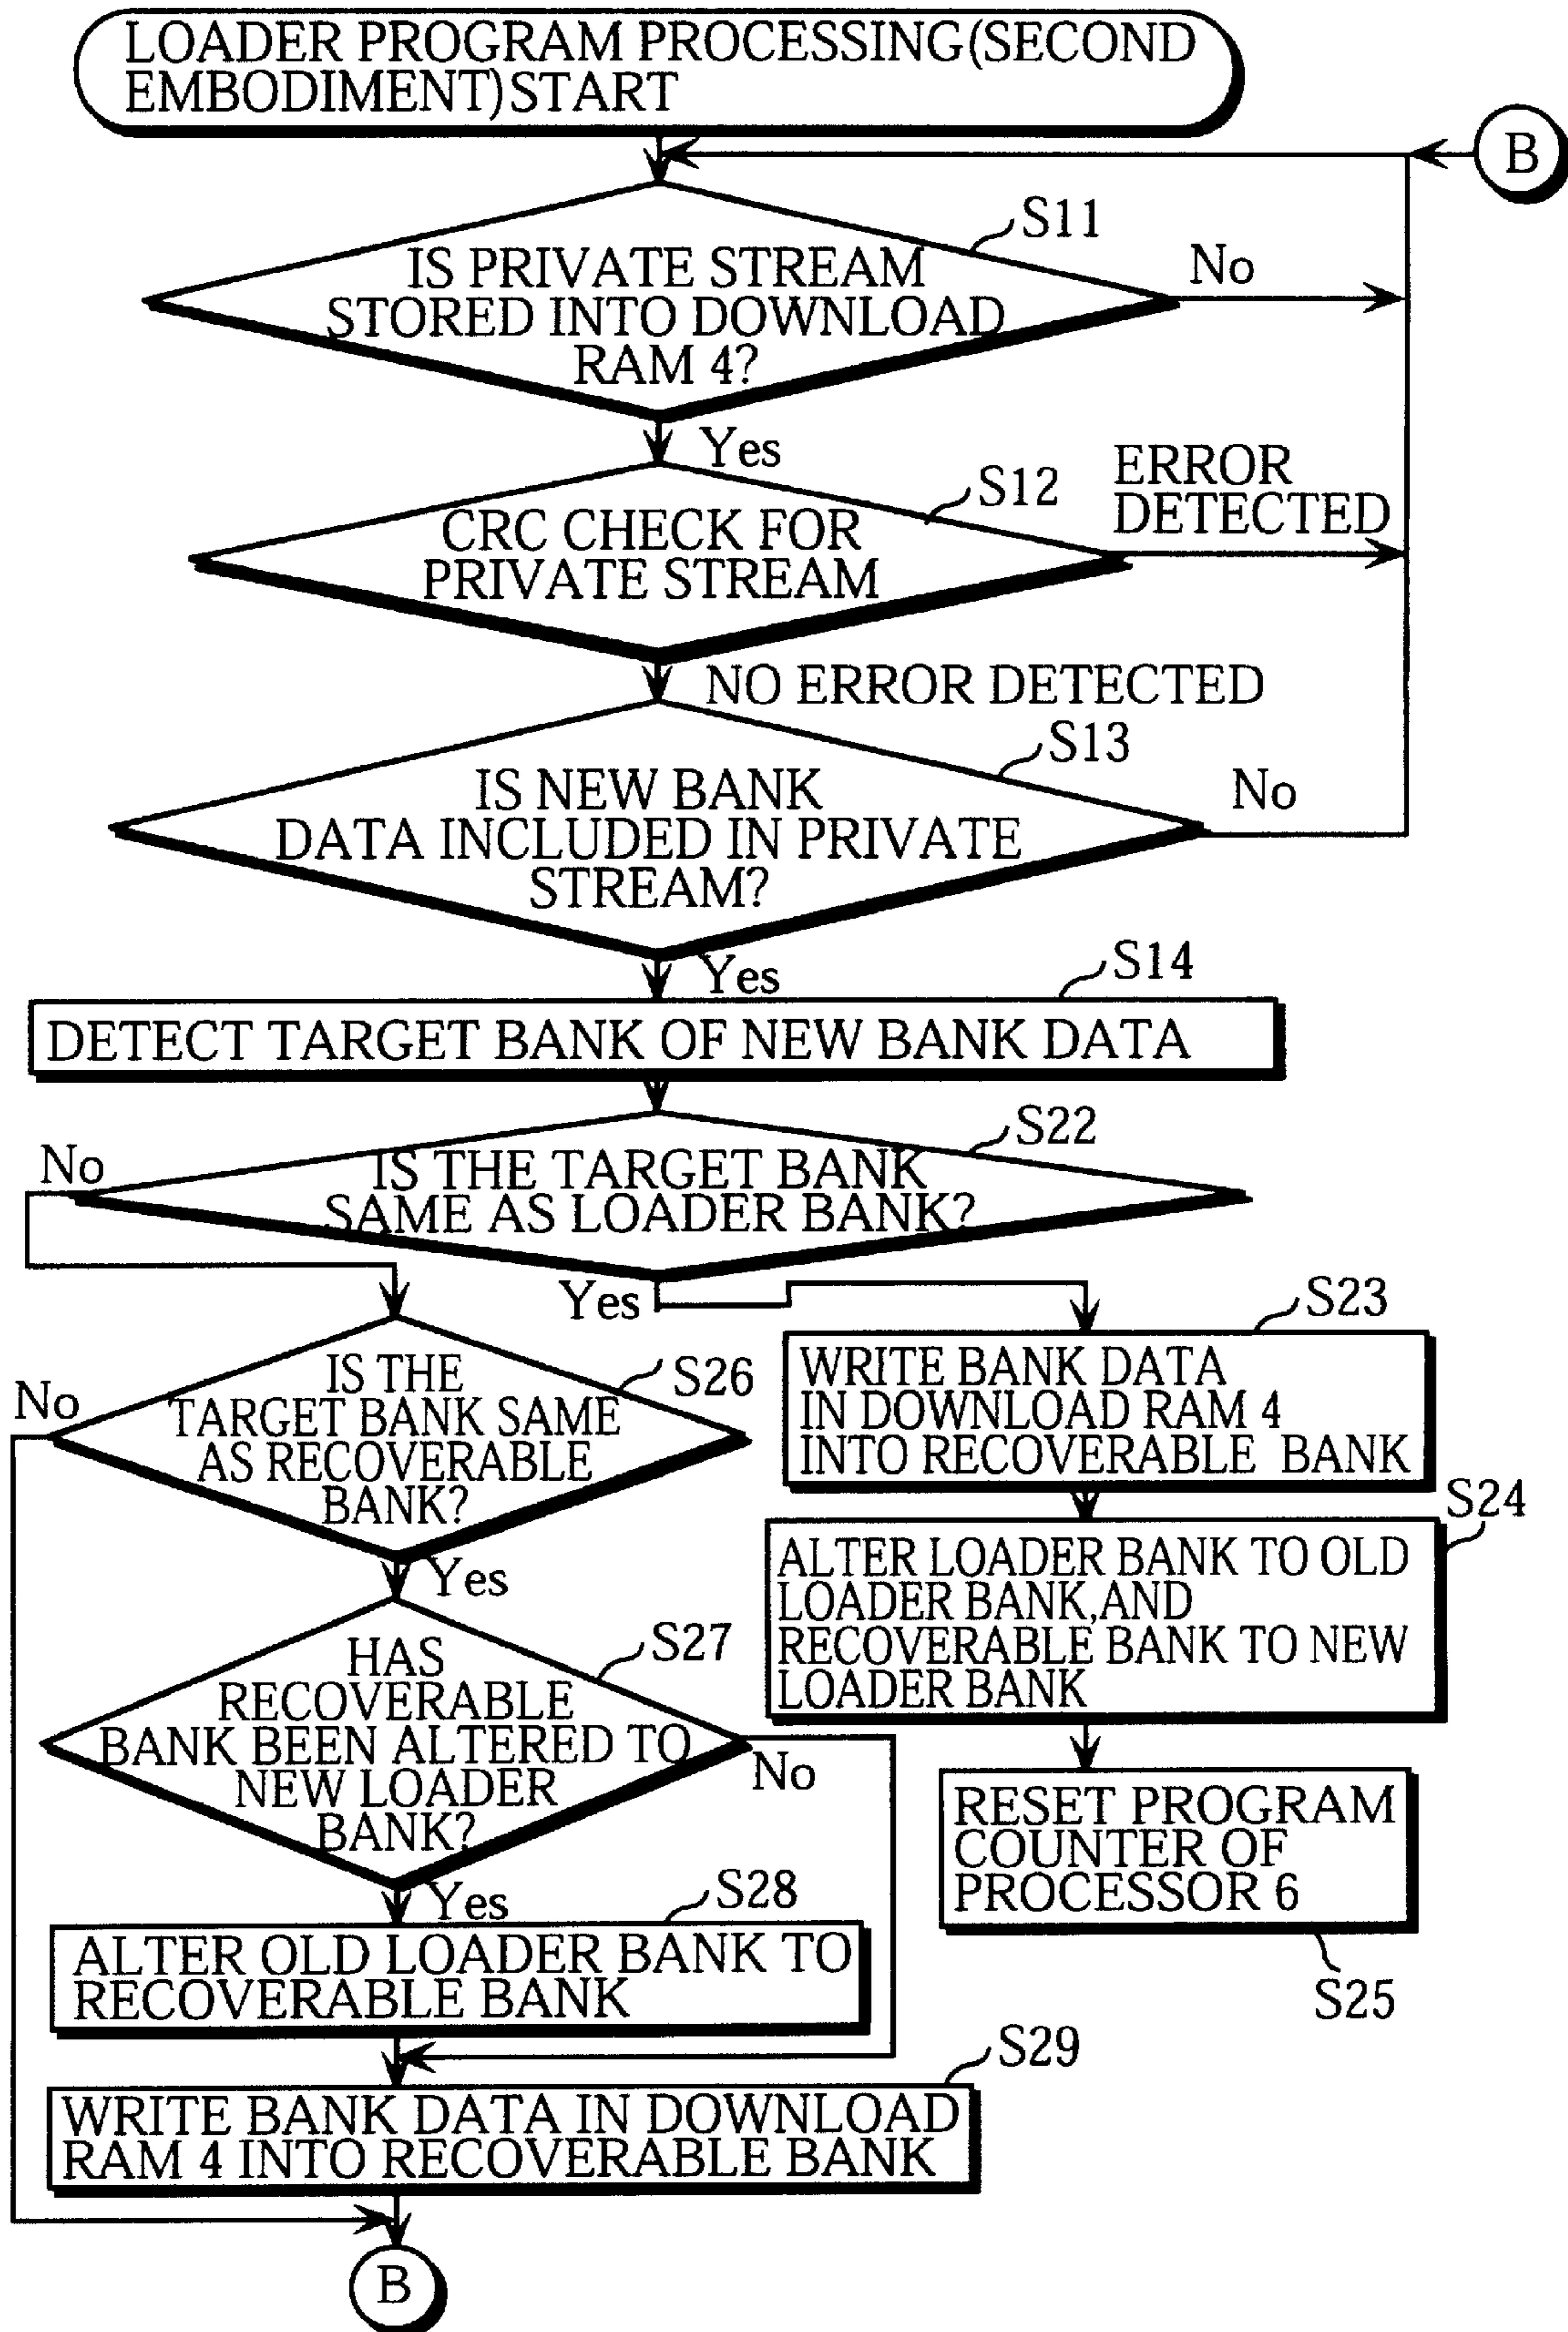 LOADER PROGRAM PROCESSING(SECOND
EMBODIMENT)START
B
S11
IS PRIVATE STREAM
STORED INTO DOWNLOAD
RAM 4?
No
Yes
S12
CRC CHECK FOR
PRIVATE STREAM
ERROR
DETECTED
NO ERROR DETECTED
S13
IS NEW BANK
DATA INCLUDED IN PRIVATE
STREAM?
No
Yes
S14
DETECT TARGET BANK OF NEW BANK DATA
S22
No
IS THE TARGET BANK
SAME AS LOADER BANK?
Yes
S23
WRITE BANK DATA
IN DOWNLOAD RAM 4
INTO RECOVERABLE BANK
S24
ALTER LOADER BANK TO OLD
LOADER BANK,AND
RECOVERABLE BANK TO NEW
LOADER BANK
RESET PROGRAM
COUNTER OF
PROCESSOR 6
S25
S26
No
IS THE
TARGET BANK SAME
AS RECOVERABLE
BANK?
Yes
S27
HAS
RECOVERABLE
BANK BEEN ALTERED TO
NEW LOADER
BANK?
No
Yes
S28
ALTER OLD LOADER BANK TO
RECOVERABLE BANK
S29
WRITE BANK DATA IN DOWNLOAD
RAM 4 INTO RECOVERABLE BANK
B